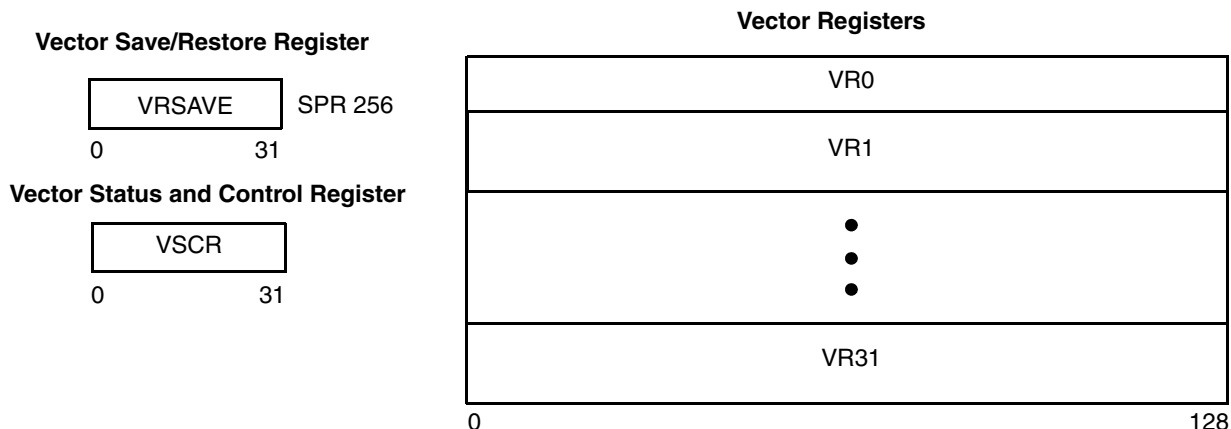 Vector Save/Restore Register
VRSAVE SPR 256
0 31
Vector Status and Control Register
VSCR
0 31
Vector Registers
VR0
VR1
VR31
0 128